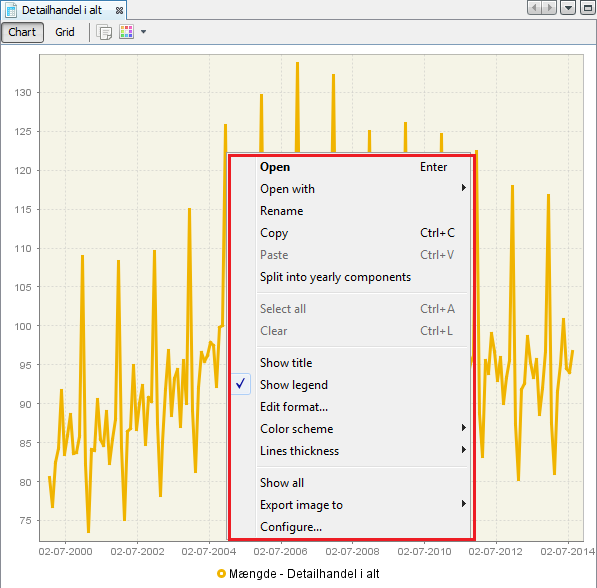 Detailhandel i alt
Chart Grid
130
125
120
115
110
105
100
95
90
85
80
75
Open Enter
Open with
Rename
Copy Ctrl+C
Paste Ctrl+V
Split into yearly components
Select all Ctrl+A
Clear Ctrl+L
Show title
Show legend
Edit format...
Color scheme
Lines thickness
Show all
Export image to
Configure...
02-07-2000 02-07-2002 02-07-2004 02-07-2006 02-07-2008 02-07-2010 02-07-2012 02-07-2014
Mængde - Detailhandel i alt